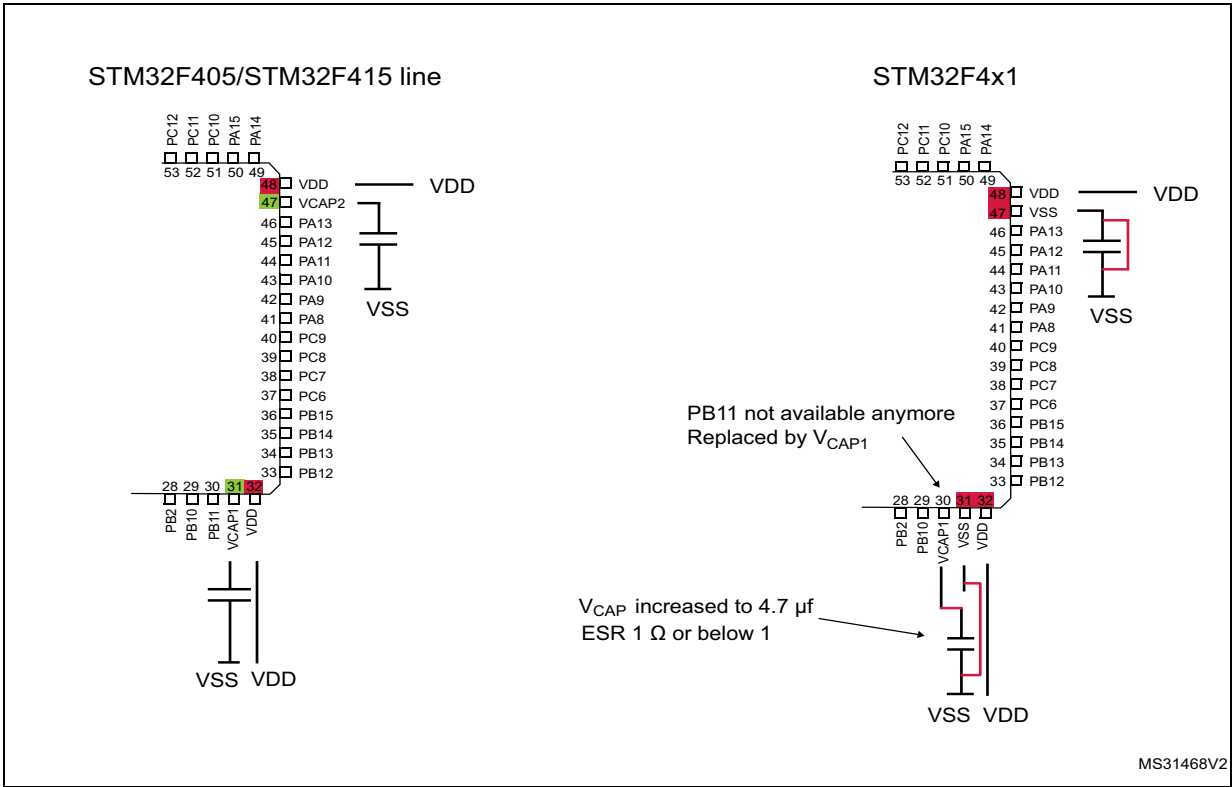 STM32F405/STM32F415 line
PC12
PC11
PC10
PA15
PA14
53 52 51 50 49
48 VDD
VDD
47 VCAP2
46 PA13
45 PA12
44 PA11
43 PA10
42 PA9
VSS
41 PA8
40 PC9
39 PC8
38 PC7
37 PC6
36 PB15
35 PB14
34 PB13
33 PB12
28 29 30 31 32
PB2
PB10
PB11
VCAP1
VDD
VSS VDD
STM32F4x1
PC12
PC11
PC10
PA15
PA14
53 52 51 50 49
48 VDD
VDD
47 VSS
46 PA13
45 PA12
44 PA11
43 PA10
42 PA9
VSS
41 PA8
40 PC9
39 PC8
38 PC7
37 PC6
36 PB15
35 PB14
34 PB13
33 PB12
PB11 not available anymore
Replaced by VCAP1
28 29 30 31 32
PB2
PB10
VCAP1
VSS
VDD
VCAP increased to 4.7 µf
ESR 1 Ω or below 1
VSS VDD
MS31468V2